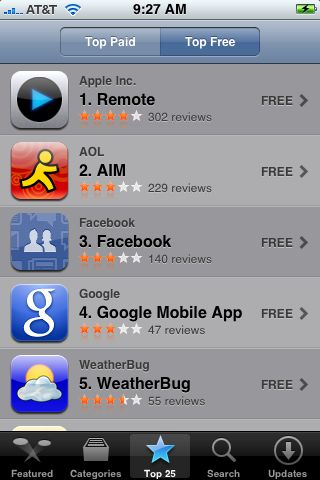 AT&T 9:27 AM
Top Paid Top Free
Apple Inc.
1. Remote FREE
302 reviews
AOL
2. AIM FREE
229 reviews
Facebook
3. Facebook FREE
140 reviews
Google
g 4. Google Mobile App FREE
47 reviews
WeatherBug
5. WeatherBug FREE
55 reviews
Featured Categories Top 25 Search Updates